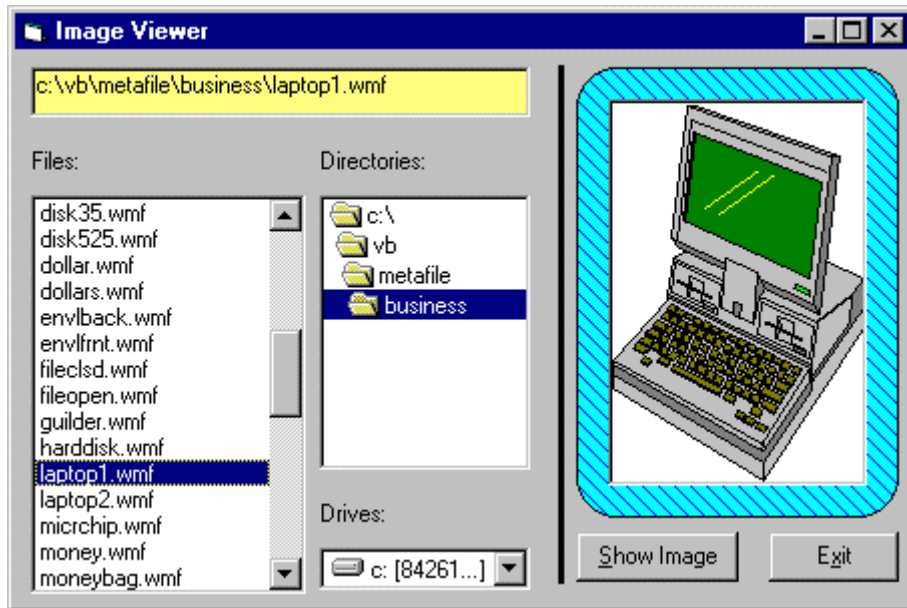 Image Viewer
c:\vb\metafile\business\laptop1.wmf
Files:
disk35.wmf
disk525.wmf
dollar.wmf
dollars.wmf
envlback.wmf
envlfrnt.wmf
fileclsd.wmf
fileopen.wmf
guilder.wmf
harddisk.wmf
laptop1.wmf
laptop2.wmf
micrchip.wmf
money.wmf
moneybag.wmf
Directories:
c:\
vb
metafile
business
Drives:
c: [84261...]
Show Image
Exit